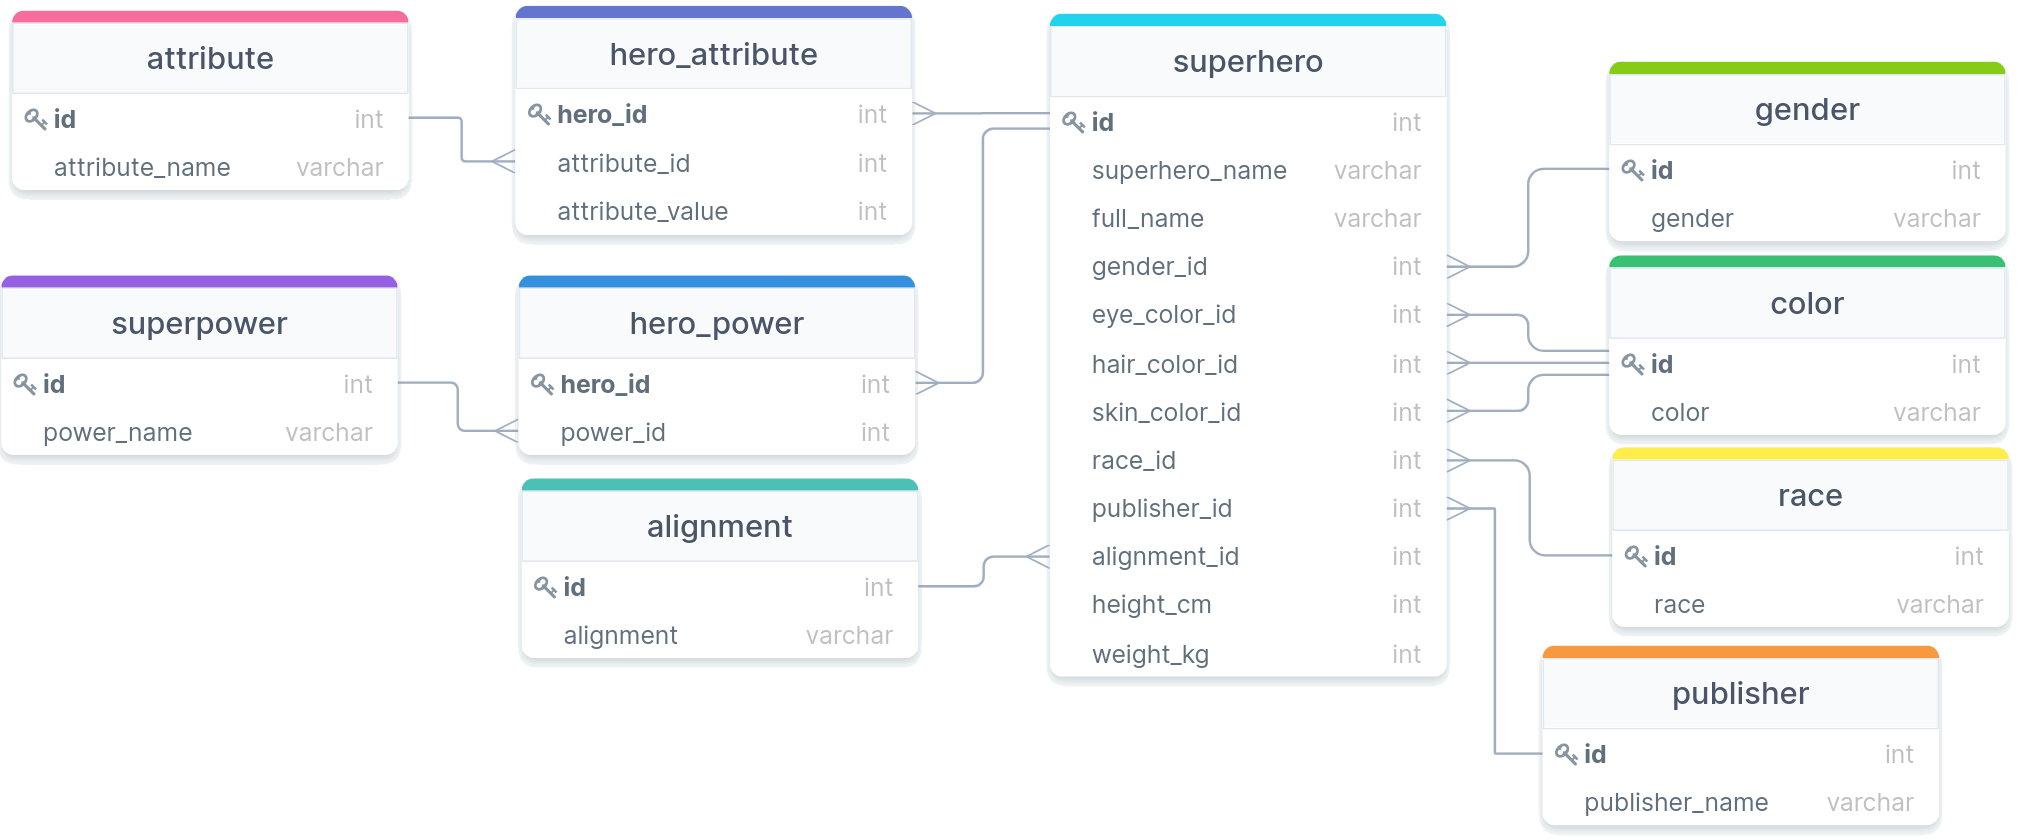 attribute
id int
attribute_name varchar
hero_attribute
hero_id int
attribute_id int
attribute_value int
superpower
id int
power_name varchar
hero_power
hero_id int
power_id int
alignment
id int
alignment varchar
superhero
id int
superhero_name varchar
full_name varchar
gender_id int
eye_color_id int
hair_color_id int
skin_color_id int
race_id int
publisher_id int
alignment_id int
height_cm int
weight_kg int
gender
id int
gender varchar
color
id int
color varchar
race
id int
race varchar
publisher
id int
publisher_name varchar